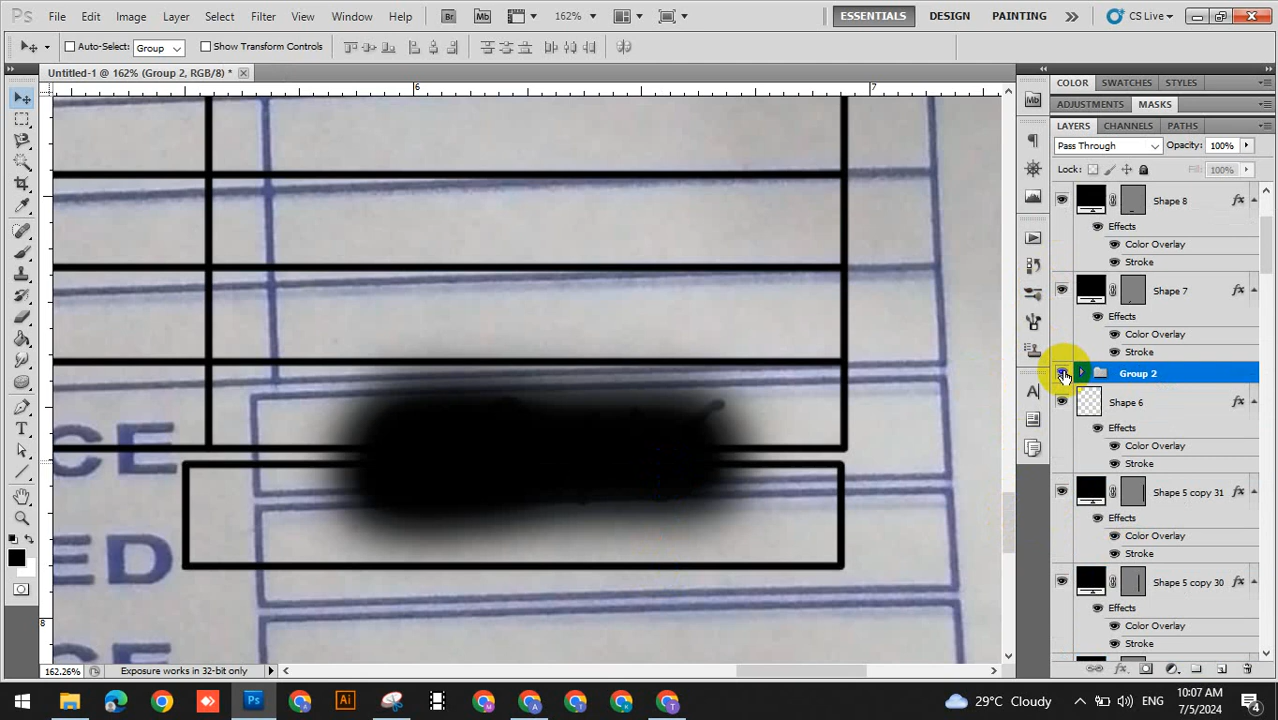 Ps File Edit Image Layer Select Filter View Window Help Br Mb 162% ESSENTIALS DESIGN PAINTING CS Live
Auto-Select: Group Show Transform Controls
Untitled-1 @ 162% (Group 2, RGB/8) *
COLOR SWATCHES STYLES
ADJUSTMENTS MASKS
LAYERS CHANNELS PATHS
Pass Through Opacity: 100%
Lock: Fill: 100%
6 7
Shape 8
Effects
Color Overlay
Stroke
Shape 7
Effects
Color Overlay
Stroke
Group 2
Shape 6
Effects
Color Overlay
Stroke
Shape 5 copy 31
Effects
Color Overlay
Stroke
Shape 5 copy 30
Effects
Color Overlay
Stroke
CE
ED
CE
8
162.26% Exposure works in 32-bit only
29°C Cloudy ENG 10:07 AM
7/5/2024 4